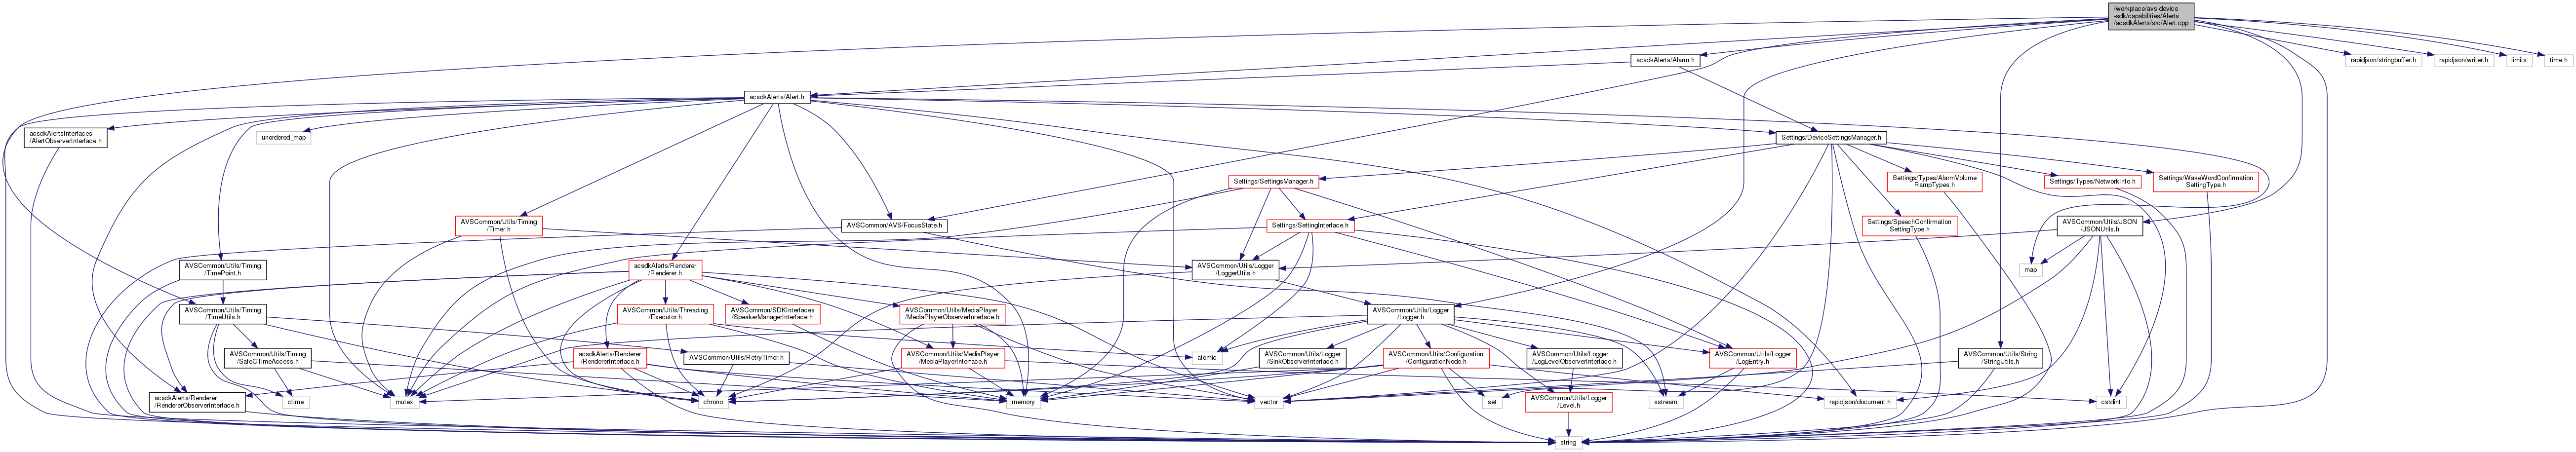 /workplace/avs-device
-sdk/capabilities/Alerts
/acsdkAlerts/src/Alert.cpp
acsdkAlerts/Alarm.h
rapidjson/stringbuffer.h
rapidjson/writer.h
limits
time.h
acsdkAlerts/Alert.h
acsdkAlertsInterfaces
/AlertObserverInterface.h
unordered_map
Settings/DeviceSettingsManager.h
Settings/SettingsManager.h
Settings/Types/AlarmVolume
RampTypes.h
Settings/Types/NetworkInfo.h
Settings/WakeWordConfirmation
SettingType.h
AVSCommon/Utils/Timing
/Timer.h
AVSCommon/AVS/FocusState.h
Settings/SettingInterface.h
Settings/SpeechConfirmation
SettingType.h
AVSCommon/Utils/JSON
/JSONUtils.h
AVSCommon/Utils/Timing
/TimePoint.h
acsdkAlerts/Renderer
/Renderer.h
AVSCommon/Utils/Logger
/LoggerUtils.h
map
AVSCommon/Utils/Timing
/TimeUtils.h
AVSCommon/Utils/Threading
/Executor.h
AVSCommon/SDKInterfaces
/SpeakerManagerInterface.h
AVSCommon/Utils/MediaPlayer
/MediaPlayerObserverInterface.h
AVSCommon/Utils/Logger
/Logger.h
AVSCommon/Utils/Timing
/SafeCTimeAccess.h
acsdkAlerts/Renderer
/RendererInterface.h
AVSCommon/Utils/RetryTimer.h
AVSCommon/Utils/MediaPlayer
/MediaPlayerInterface.h
atomic
AVSCommon/Utils/Logger
/SinkObserverInterface.h
AVSCommon/Utils/Configuration
/ConfigurationNode.h
AVSCommon/Utils/Logger
/LogLevelObserverInterface.h
AVSCommon/Utils/Logger
/LogEntry.h
AVSCommon/Utils/String
/StringUtils.h
acsdkAlerts/Renderer
/RendererObserverInterface.h
ctime
mutex
chrono
memory
vector
set
AVSCommon/Utils/Logger
/Level.h
sstream
rapidjson/document.h
cstdint
string